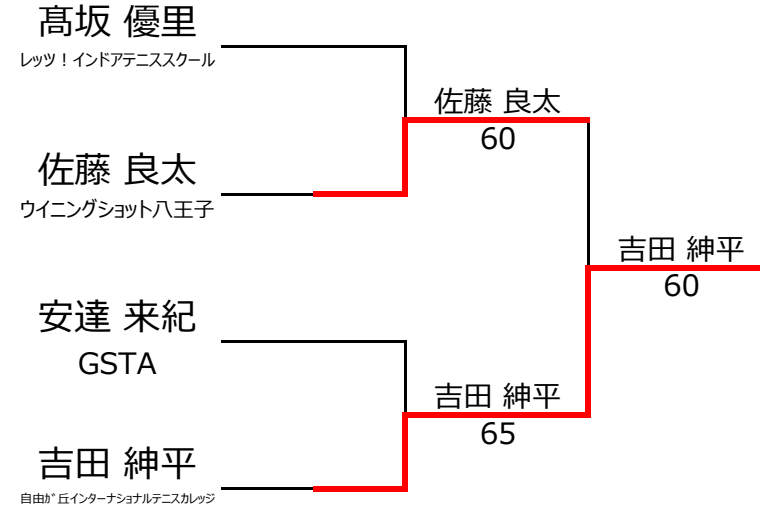 髙坂 優里
レッツ！インドアテニススクール
佐藤 良太
60
佐藤 良太
ウイニングショット八王子
吉田 紳平
60
安達 来紀
GSTA
吉田 紳平
65
吉田 紳平
自由ｶﾞ丘インターナショナルテニスカレッジ